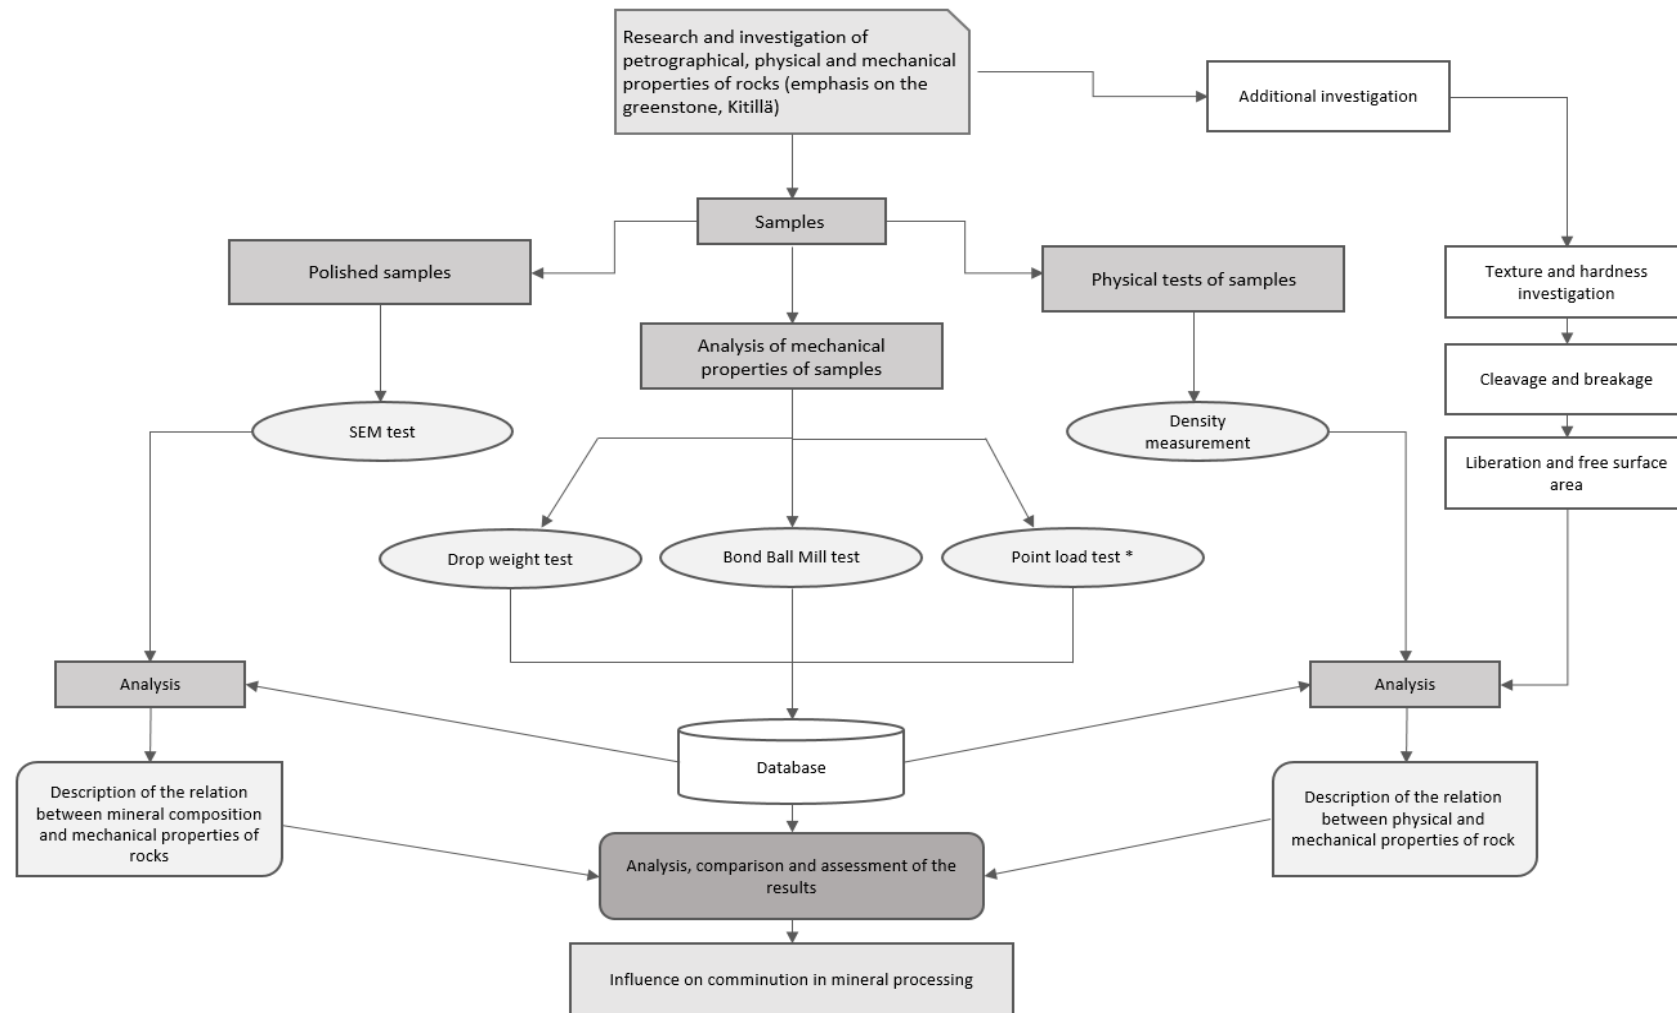 Research and investigation of
petrographical, physical and mechanical
properties of rocks (emphasis on the
greenstone, Kitillä)
Additional investigation
Samples
Polished samples
Physical tests of samples
Texture and hardness
investigation
Analysis of mechanical
properties of samples
Cleavage and breakage
SEM test
Density
measurement
Liberation and free surface
area
Drop weight test
Bond Ball Mill test
Point load test *
Analysis
Analysis
Database
Description of the relation
between mineral composition
and mechanical properties of
rocks
Description of the relation
between physical and
mechanical properties of rock
Analysis, comparison and assessment of the
results
Influence on comminution in mineral processing